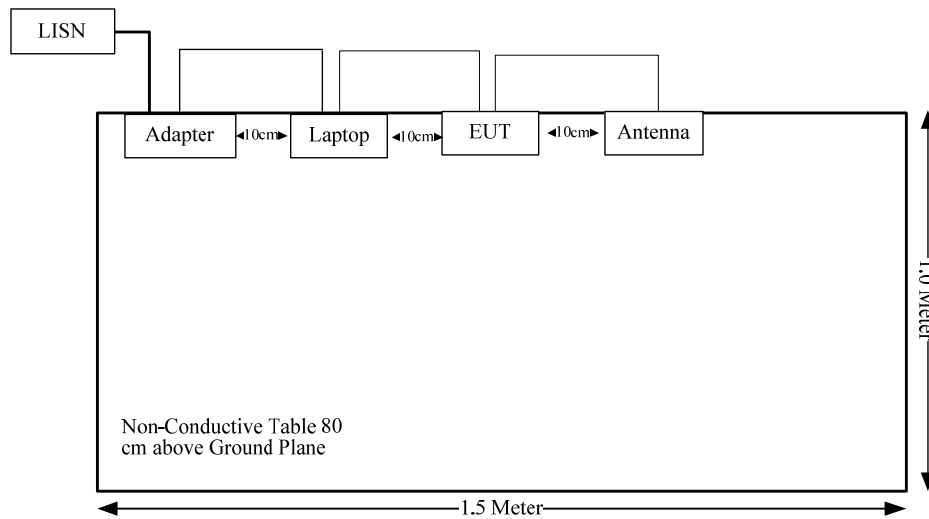 LISN
Adapter
10cm
Laptop
10cm
EUT
10cm
Antenna
1.0 Meter
Non-Conductive Table 80
cm above Ground Plane
1.5 Meter